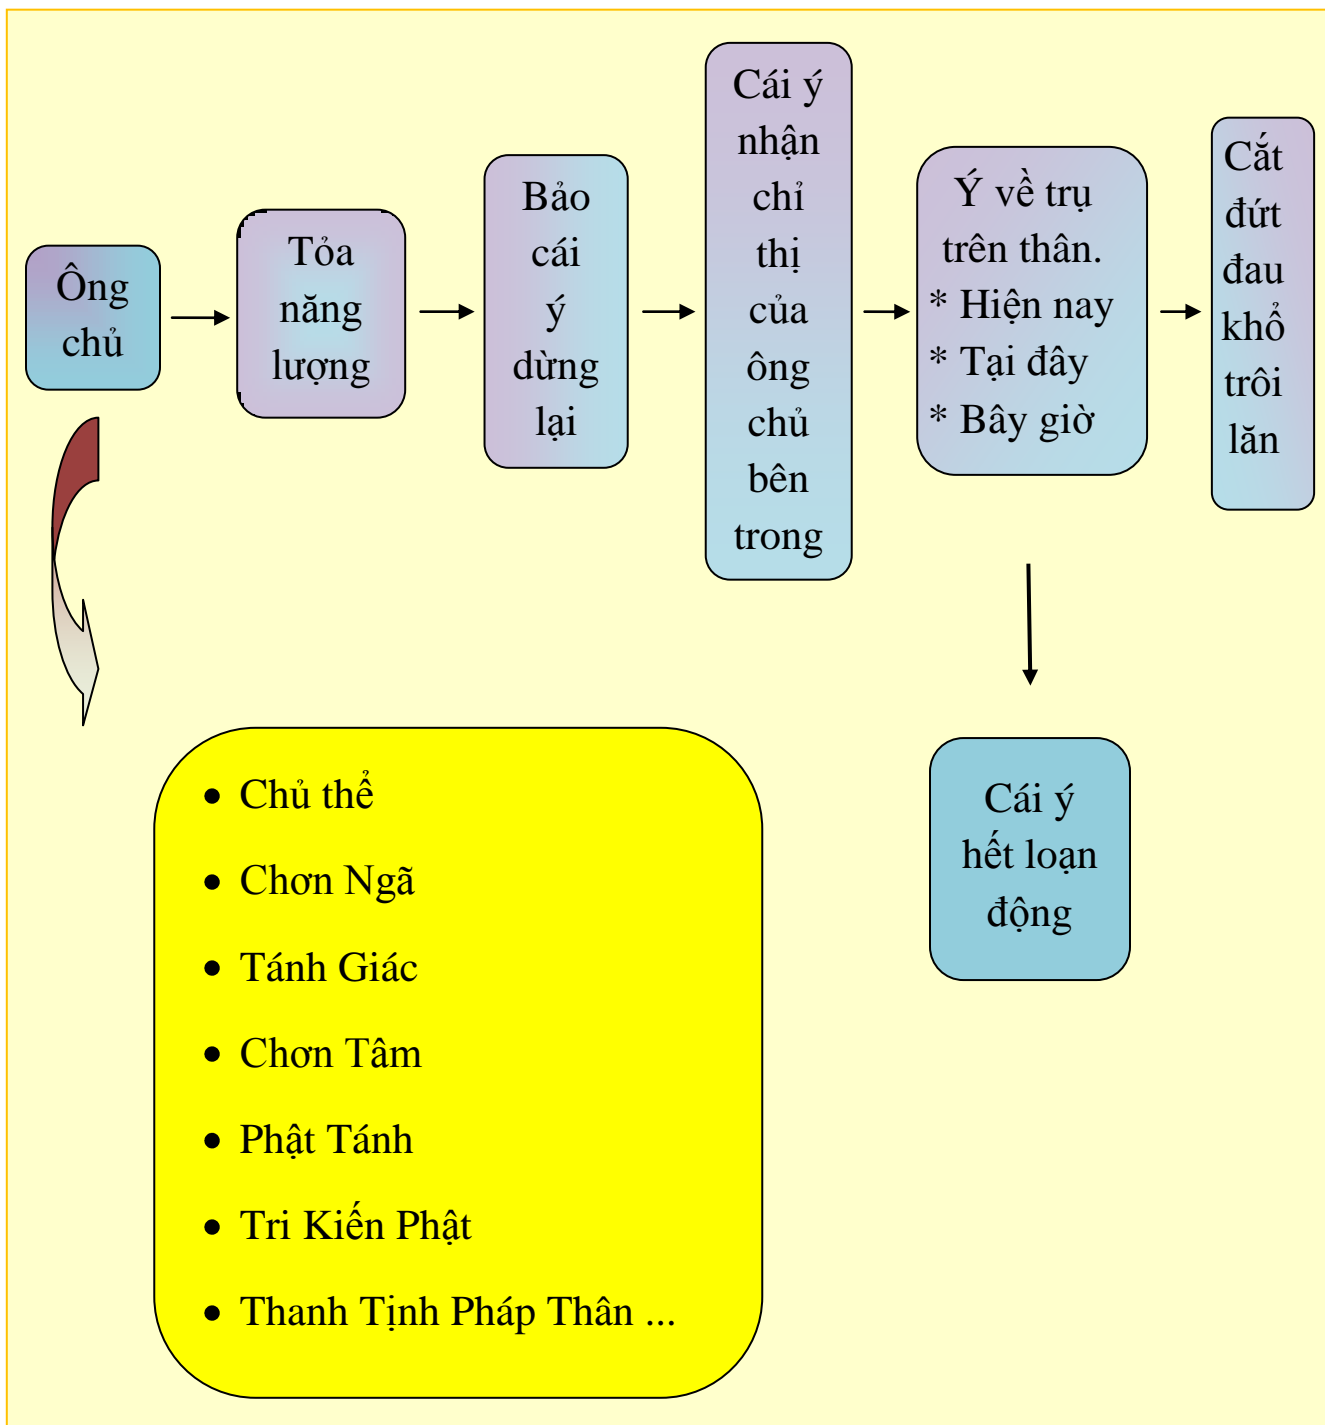 Ông
chủ
Tỏa
năng
lượng
Bảo
cái
ý
dừng
lại
Cái ý
nhận
chỉ
thị
của
ông
chủ
bên
trong
Ý về trụ
trên thân.
* Hiện nay
* Tại đây
* Bây giờ
Cắt
đứt
đau
khổ
trôi
lăn
• Chủ thể
• Chơn Ngã
• Tánh Giác
• Chơn Tâm
• Phật Tánh
• Tri Kiến Phật
• Thanh Tịnh Pháp Thân ...
Cái ý
hết loạn
động